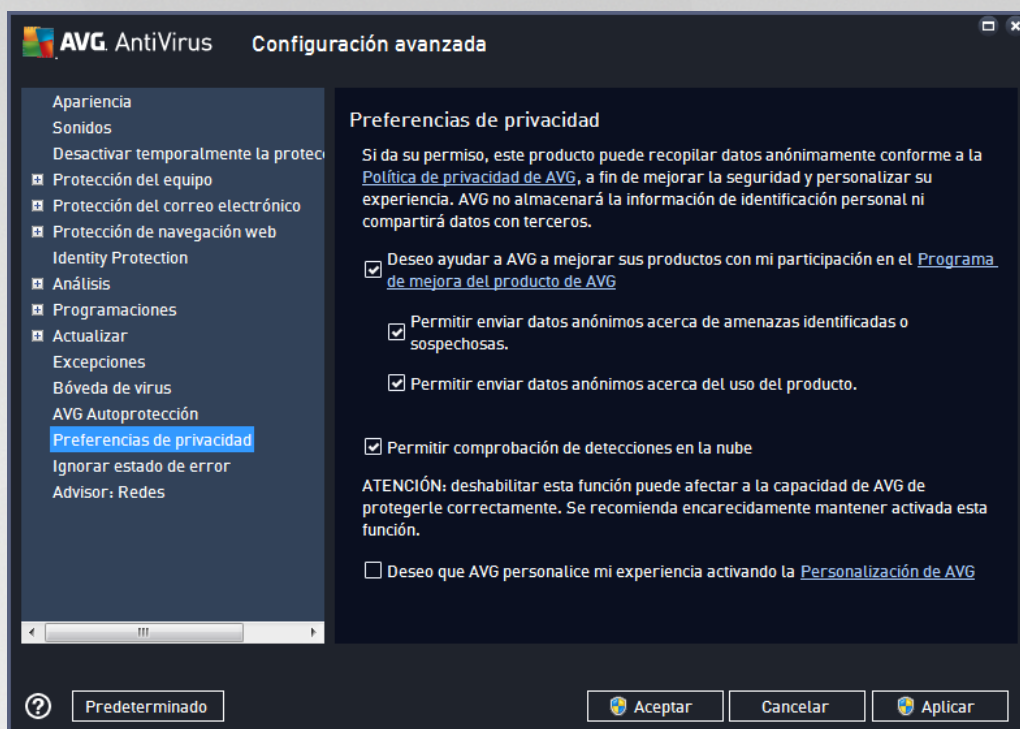 AVG. AntiVirus Configuración avanzada
Apariencia
Sonidos
Desactivar temporalmente la protec
Protección del equipo
Protección del correo electrónico
Protección de navegación web
Identity Protection
Análisis
Programaciones
Actualizar
Excepciones
Bóveda de virus
AVG Autoprotección
Preferencias de privacidad
Ignorar estado de error
Advisor: Redes
Preferencias de privacidad
Si da su permiso, este producto puede recopilar datos anónimamente conforme a la
Política de privacidad de AVG, a fin de mejorar la seguridad y personalizar su
experiencia. AVG no almacenará la información de identificación personal ni
compartirá datos con terceros.
Deseo ayudar a AVG a mejorar sus productos con mi participación en el Programa
de mejora del producto de AVG
Permitir enviar datos anónimos acerca de amenazas identificadas o
sospechosas.
Permitir enviar datos anónimos acerca del uso del producto.
Permitir comprobación de detecciones en la nube
ATENCIÓN: deshabilitar esta función puede afectar a la capacidad de AVG de
protegerle correctamente. Se recomienda encarecidamente mantener activada esta
función.
Deseo que AVG personalice mi experiencia activando la Personalización de AVG
? Predeterminado Aceptar Cancelar Aplicar